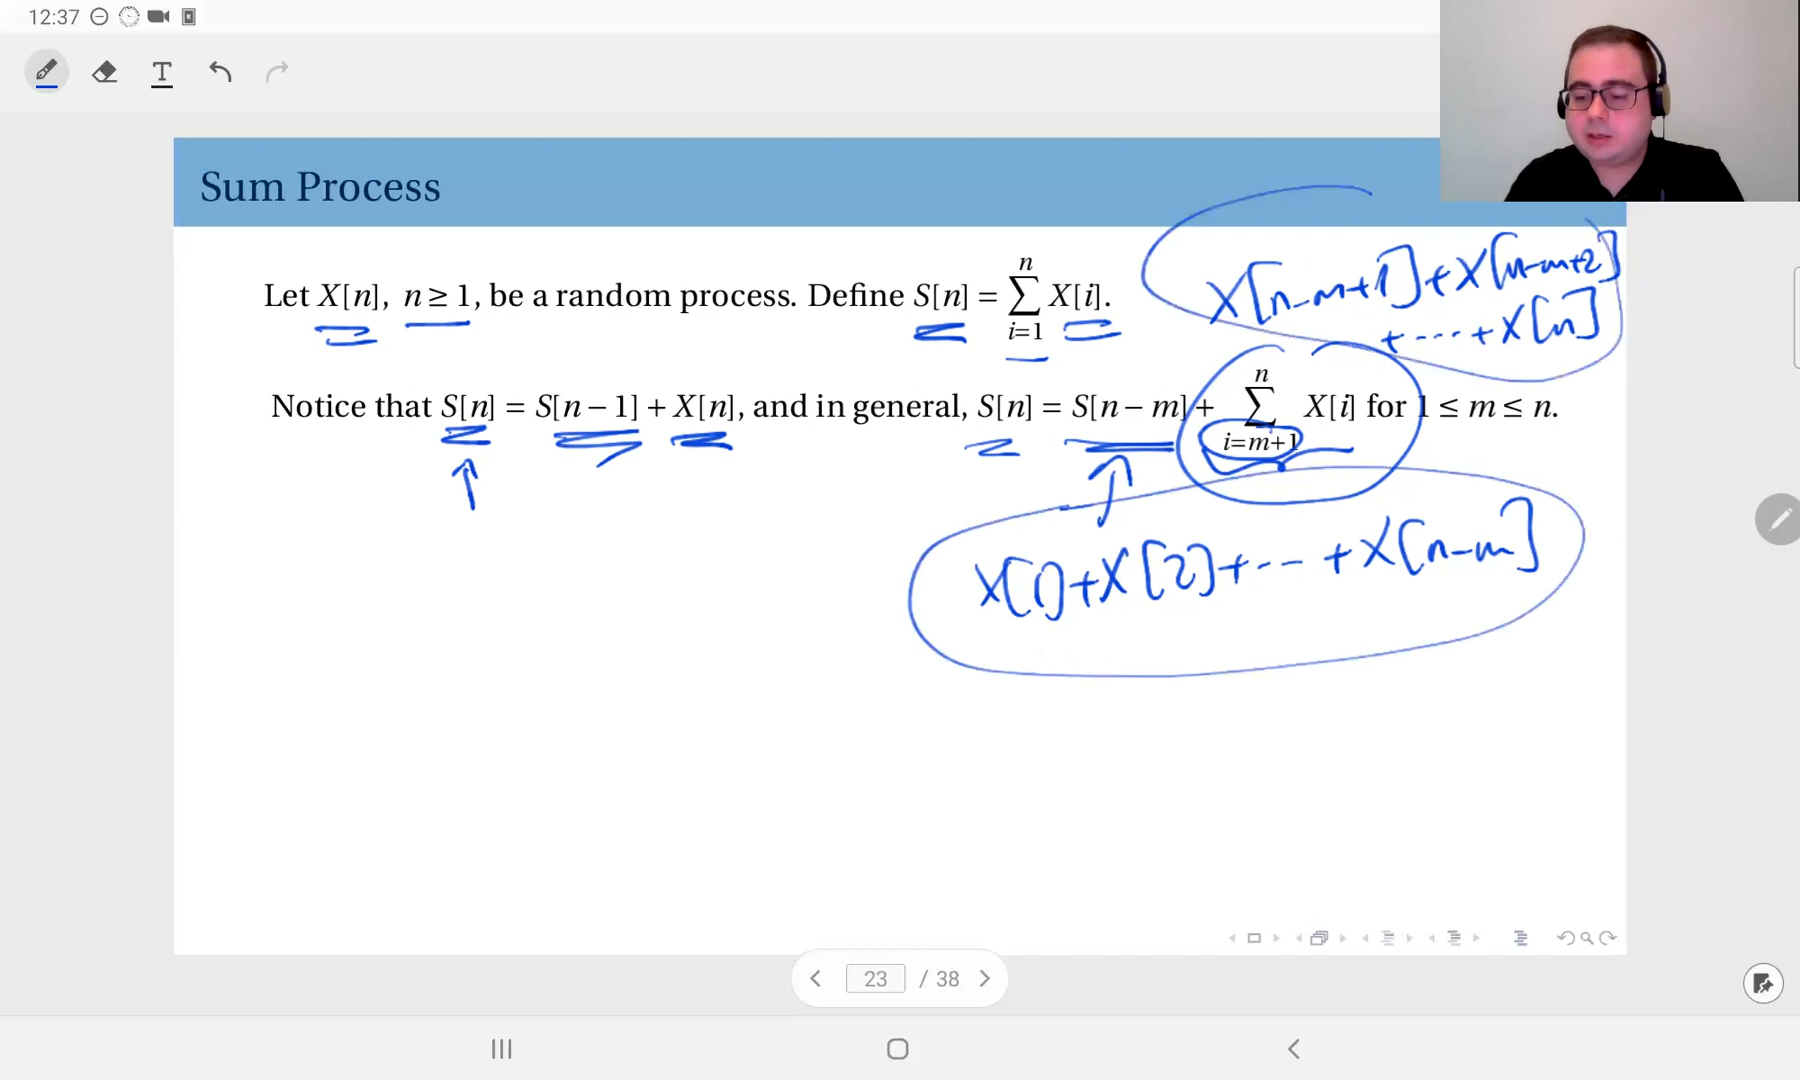 12:37
T
Sum Process
Let X[n], n ≥ 1, be a random process. Define S[n] = ∑_{i=1}^{n} X[i].
X[n-m+1]+X[n-m+2]
+ --- + X[n]
Notice that S[n] = S[n − 1] + X[n], and in general, S[n] = S[n − m] + ∑_{i=m+1}^{n} X[i] for 1 ≤ m ≤ n.
X[1]+X[2]+-- + X[n-m]
23 / 38